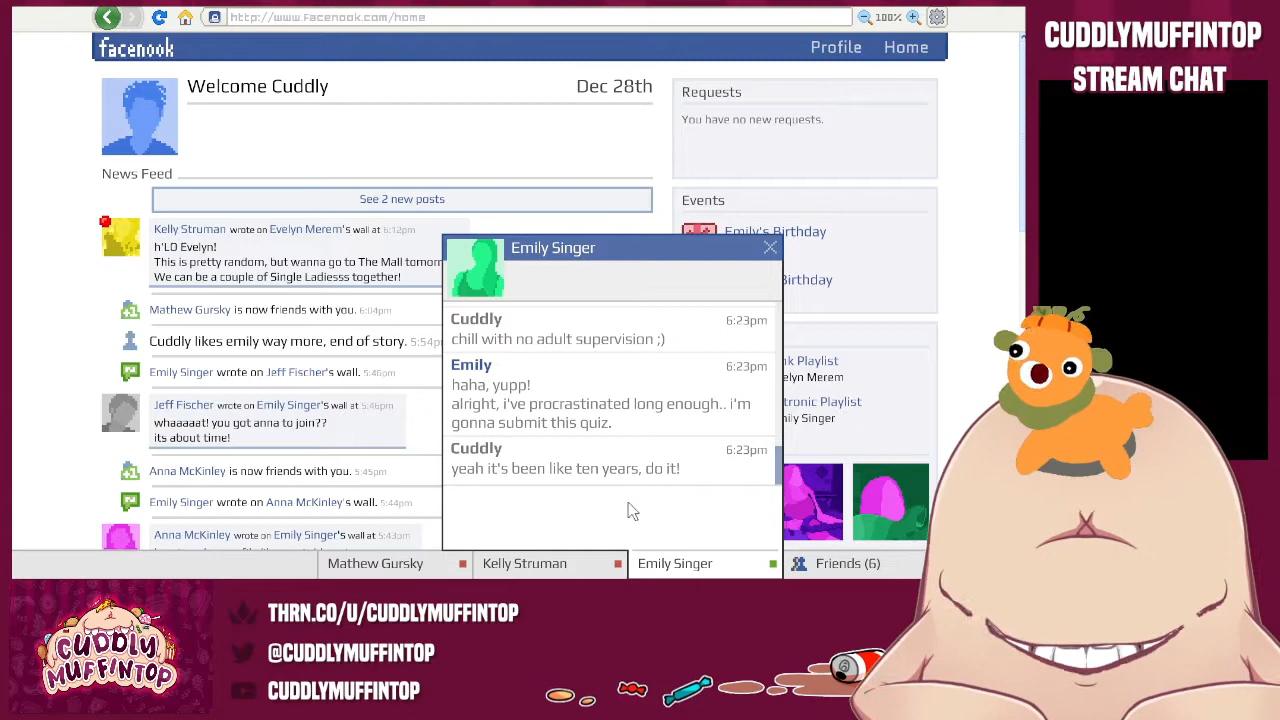 http://www.Facenook.com/home
100%
facenook
Profile
Home
Welcome Cuddly
Dec 28th
News Feed
See 2 new posts
Kelly Struman wrote on Evelyn Merem's wall at 6:12pm
h'LO Evelyn!
This is pretty random, but wanna go to The Mall tomorr
We can be a couple of Single Ladiesss together!
Mathew Gursky is now friends with you. 6:04pm
Cuddly likes emily way more, end of story. 5:54p
Emily Singer wrote on Jeff Fischer's wall. 5:46pm
Jeff Fischer wrote on Emily Singer's wall at 5:46pm
whaaaat! you got anna to join??
its about time!
Anna McKinley is now friends with you. 5:45pm
Emily Singer wrote on Anna McKinley's wall. 5:44pm
Anna McKinley wrote on Emily Singer's wall at 5:43pm
Requests
You have no new requests.
Events
Emily's Birthday
Birthday
nk Playlist
elyn Merem
tronic Playlist
mily Singer
Emily Singer
Cuddly 6:23pm
chill with no adult supervision ;)
Emily 6:23pm
haha, yupp!
alright, i've procrastinated long enough.. i'm
gonna submit this quiz.
Cuddly 6:23pm
yeah it's been like ten years, do it!
Mathew Gursky
Kelly Struman
Emily Singer
Friends (6)
CUDDLYMUFFINTOP
STREAM CHAT
CUDDLY
MUFFINTOP
THRN.CO/U/CUDDLYMUFFINTOP
@CUDDLYMUFFINTOP
CUDDLYMUFFINTOP